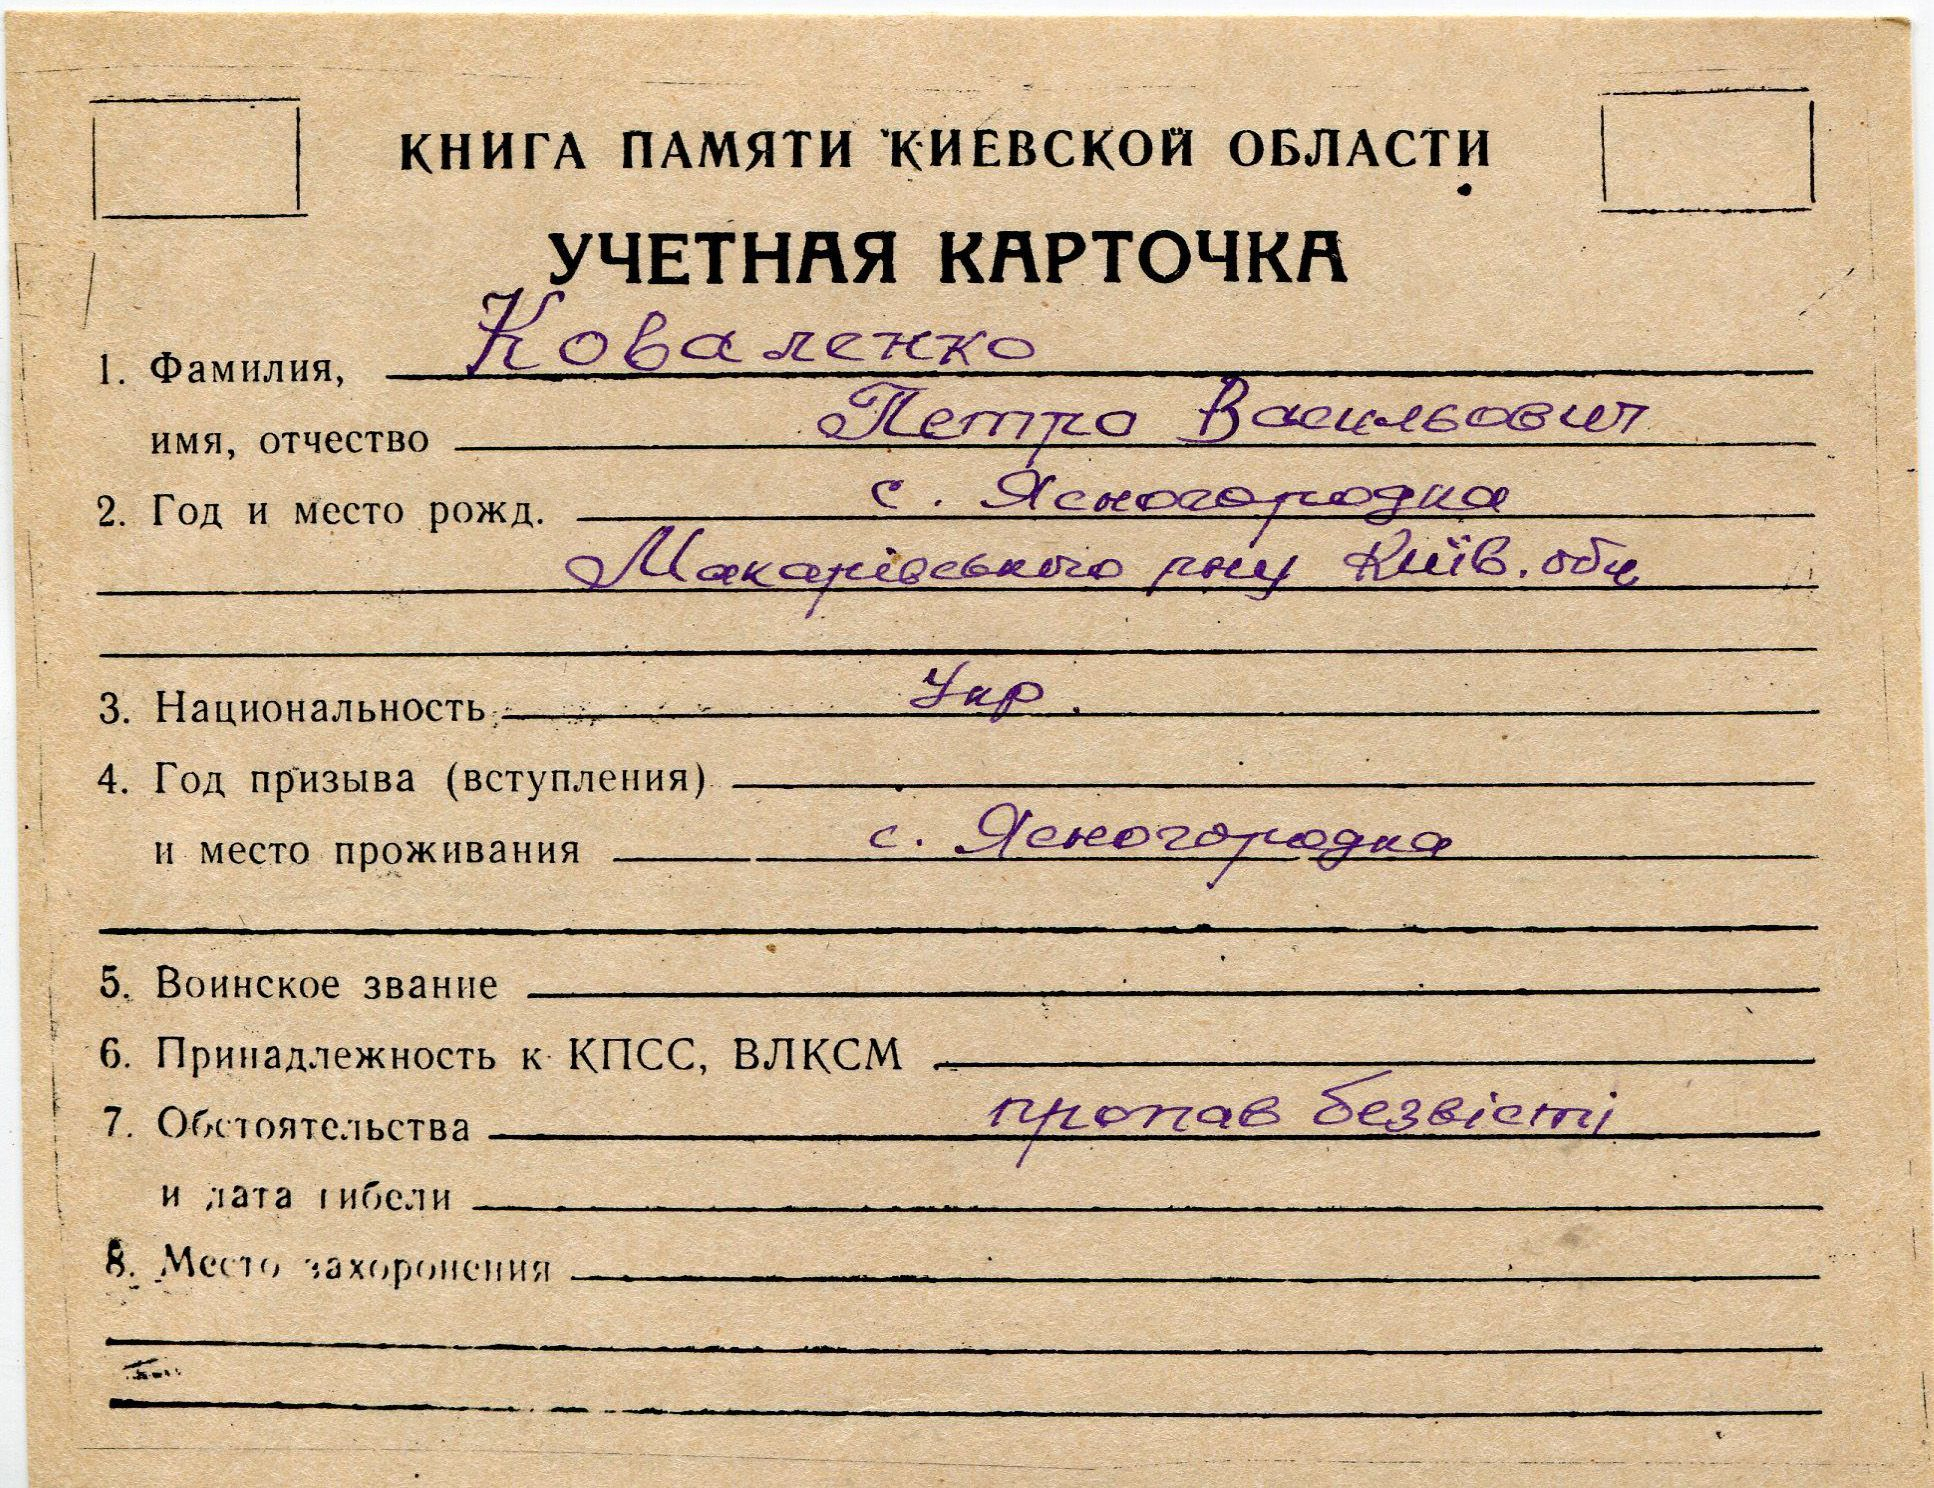 КНИГА ПАМЯТИ КИЕВСКОЙ ОБЛАСТИ
УЧЕТНАЯ КАРТОЧКА
1. Фамилия, Коваленко
имя, отчество Петро Васильович
2. Год и место рожд. с. Ясногородка
Макарівського рну Київ. обл
3. Национальность Укр.
4. Год призыва (вступления)
и место проживания с. Ясногородка
5. Воинское звание
6. Принадлежность к КПСС, ВЛКСМ
7. Обстоятельства пропав безвісті
и дата гибели
8. Место захоронения